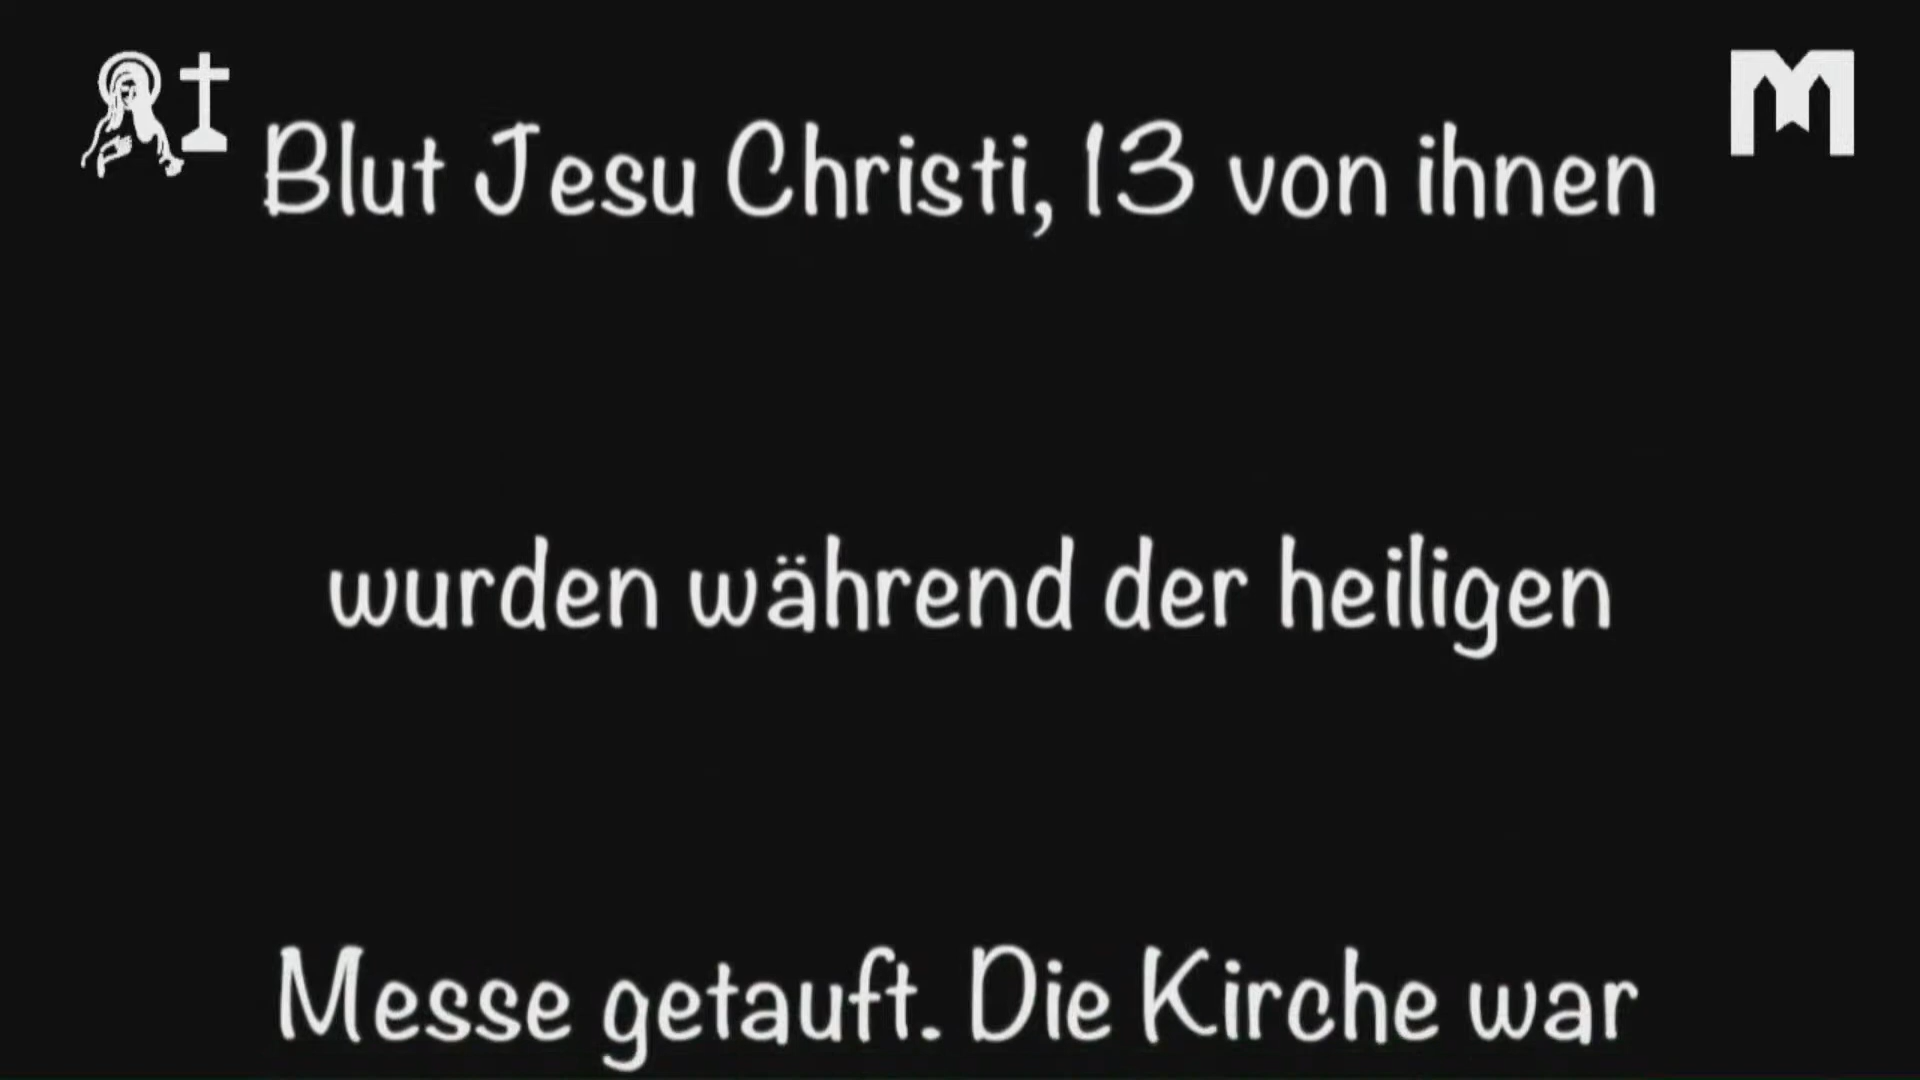 Blut Jesu Christi, 13 von ihnen
wurden während der heiligen
Messe getauft. Die Kirche war